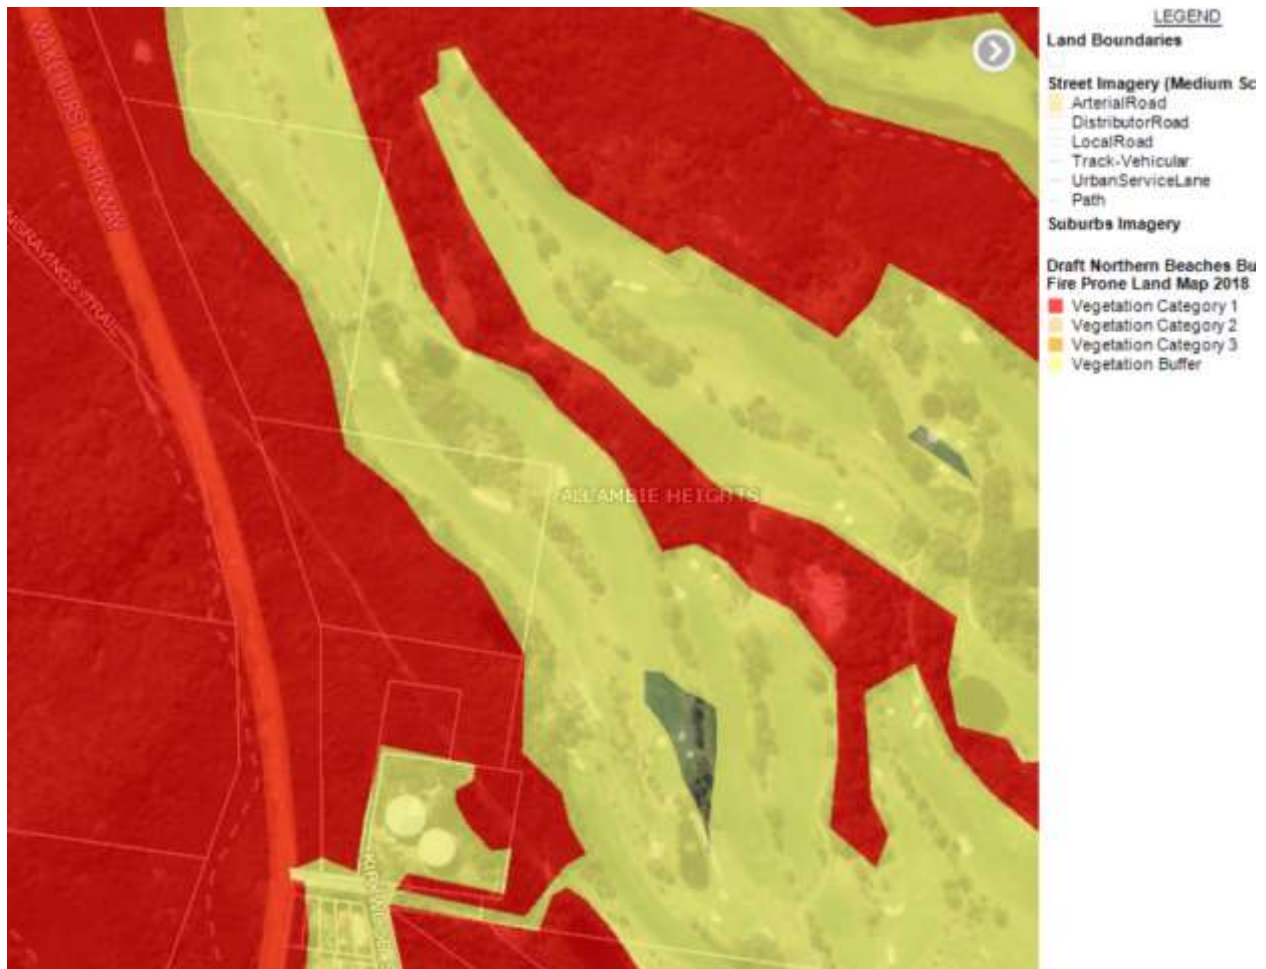 LEGEND
Land Boundaries
Street Imagery (Medium Sc
ArterialRoad
DistributorRoad
LocalRoad
Track-Vehicular
UrbanServiceLane
Path
Suburbs Imagery
Draft Northern Beaches Bu
Fire Prone Land Map 2018
Vegetation Category 1
Vegetation Category 2
Vegetation Category 3
Vegetation Buffer
WAKEHURST PARKWAY
ENGRAVINGS TRAIL
ALLAMBIE HEIGHTS